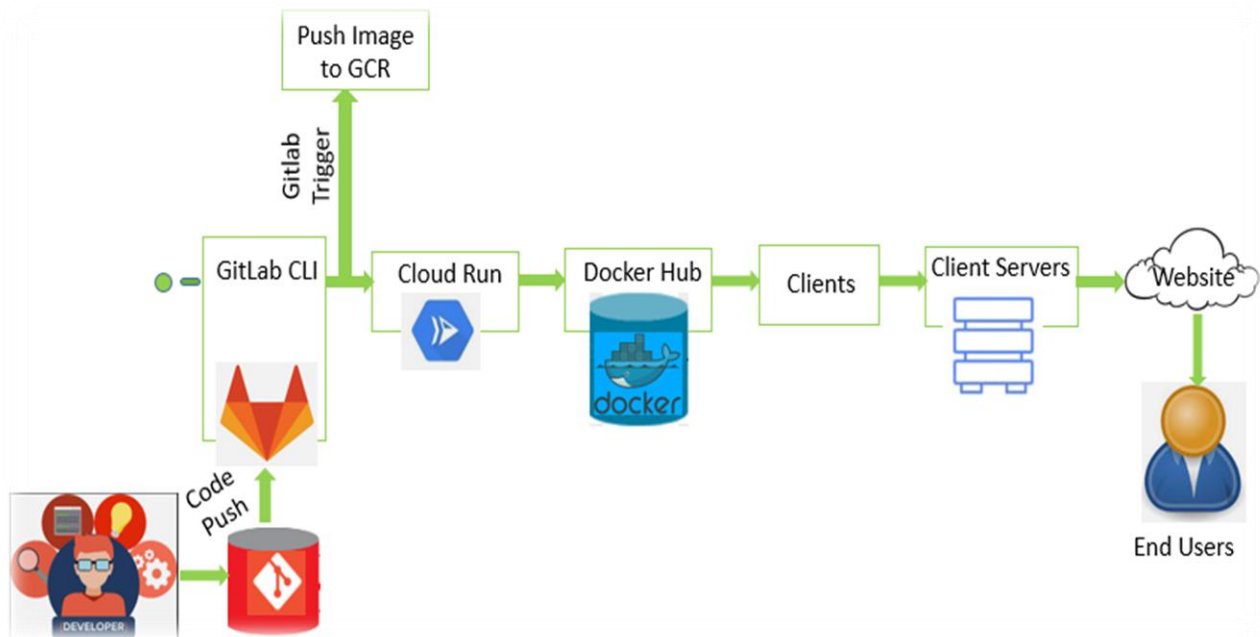 Push Image
to GCR
Gitlab
Trigger
GitLab CLI
Cloud Run
Docker Hub
Clients
Client Servers
Website
docker
Code
Push
End Users
DEVELOPER